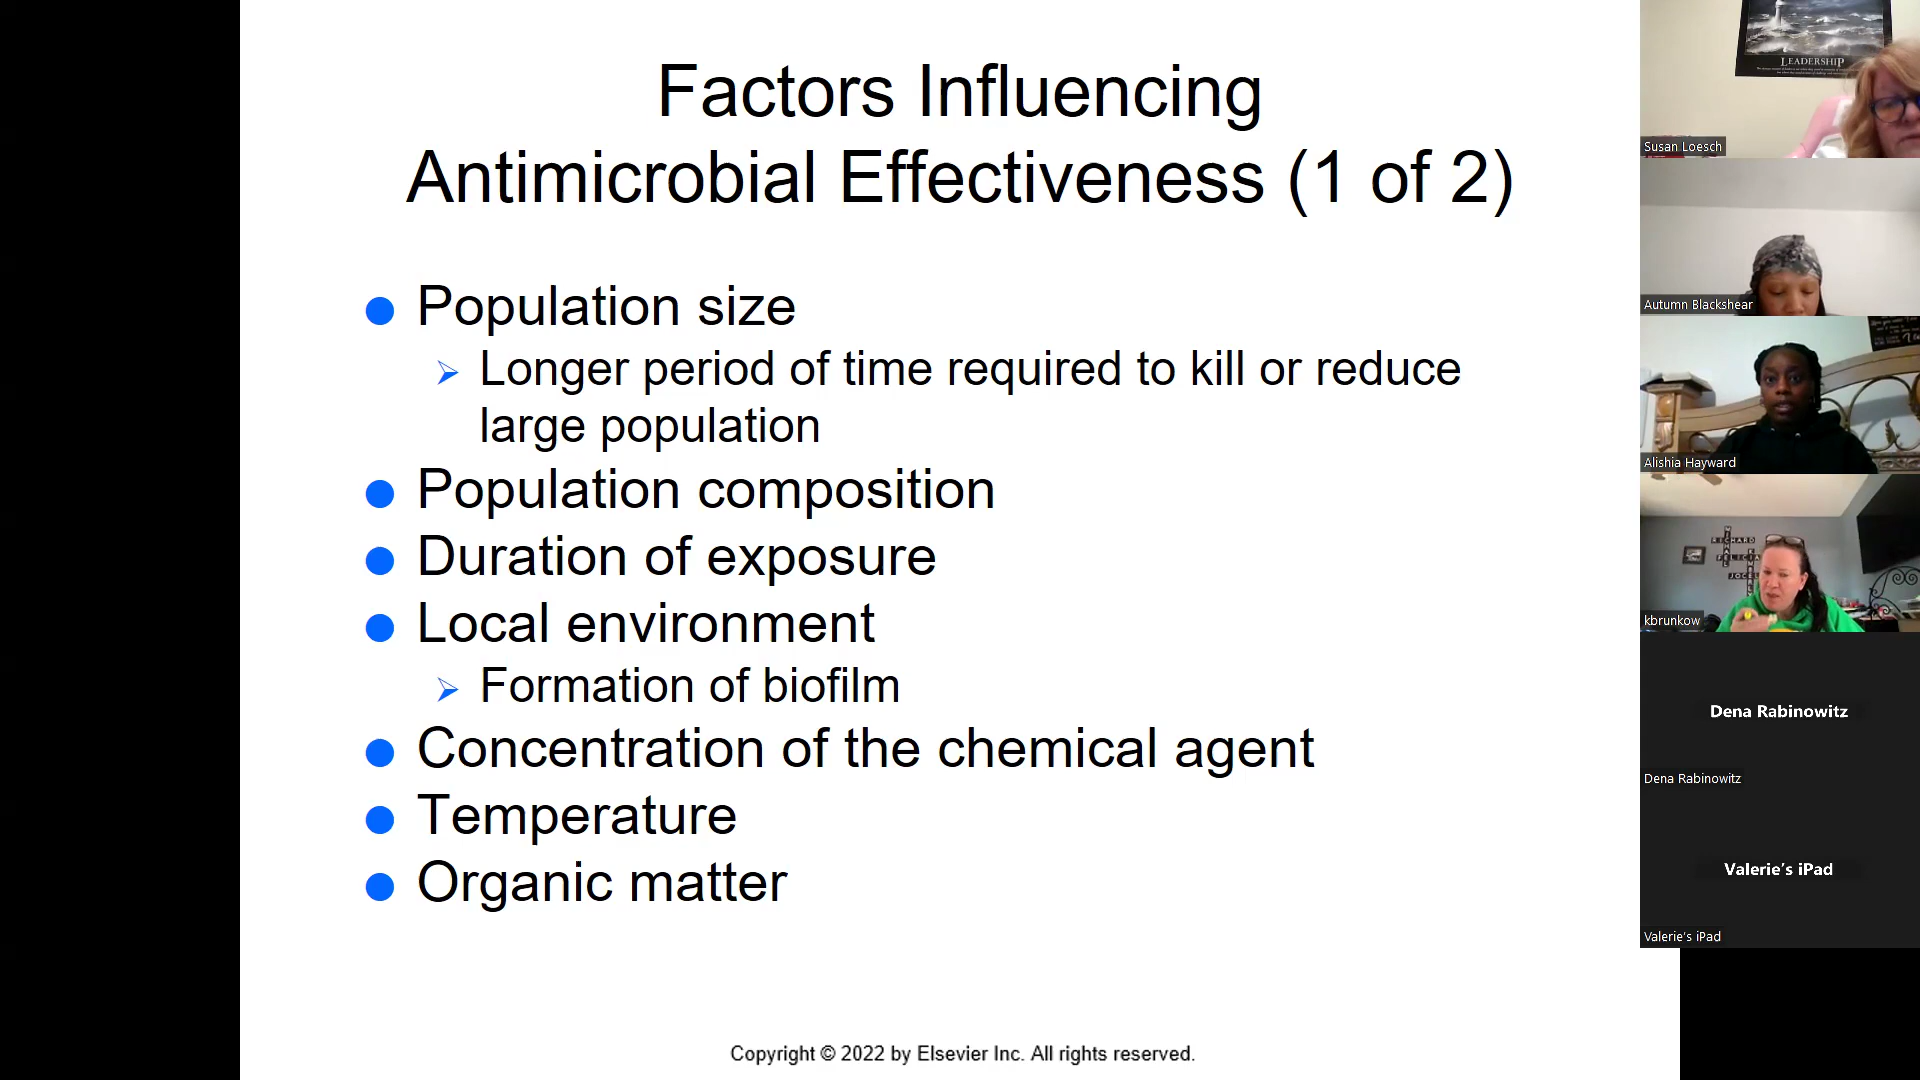 Factors Influencing
Antimicrobial Effectiveness (1 of 2)
Population size
Longer period of time required to kill or reduce
large population
Population composition
Duration of exposure
Local environment
Formation of biofilm
Concentration of the chemical agent
Temperature
Organic matter
Copyright © 2022 by Elsevier Inc. All rights reserved.
LEADERSHIP
Susan Loesch
Autumn Blackshear
Alishia Hayward
RICHARD
kbrunkow
Dena Rabinowitz
Dena Rabinowitz
Valerie's iPad
Valerie's iPad